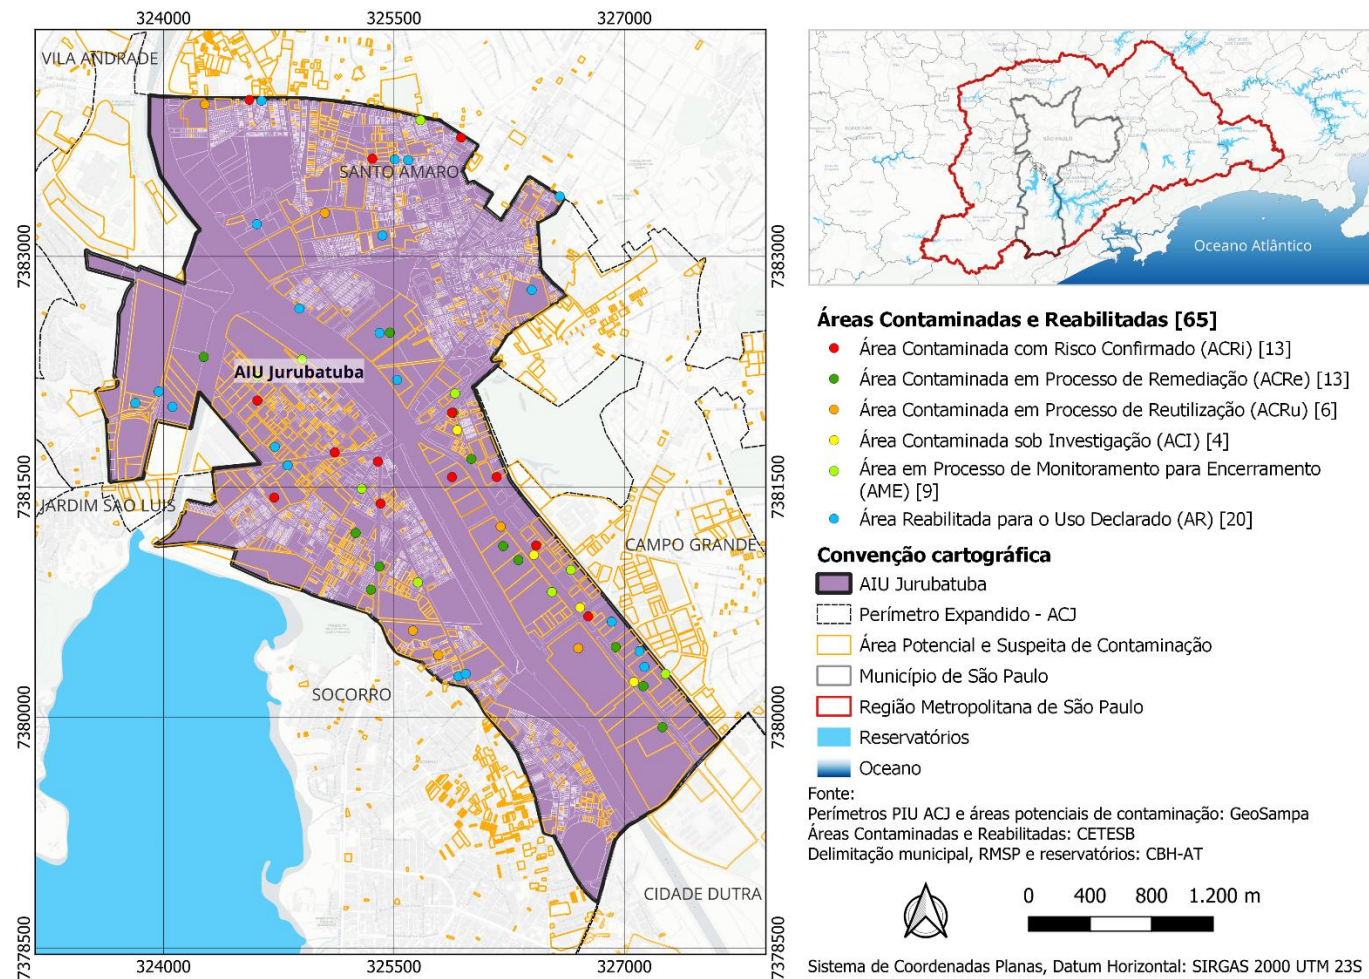 324000
325500
327000
VILA ANDRADE
SANTO AMARO
7383000
7383000
AIU Jurubatuba
7381500
7381500
JARDIM SAO LUIS
CAMPO GRANDE
SOCORRO
7380000
7380000
CIDADE DUTRA
7378500
7378500
324000
325500
327000
SÃO PAULO
Oceano Atlântico
Áreas Contaminadas e Reabilitadas [65]
Área Contaminada com Risco Confirmado (ACRi) [13]
Área Contaminada em Processo de Remediação (ACRe) [13]
Área Contaminada em Processo de Reutilização (ACRu) [6]
Área Contaminada sob Investigação (ACI) [4]
Área em Processo de Monitoramento para Encerramento
(AME) [9]
Área Reabilitada para o Uso Declarado (AR) [20]
Convenção cartográfica
AIU Jurubatuba
Perímetro Expandido - ACJ
Área Potencial e Suspeita de Contaminação
Município de São Paulo
Região Metropolitana de São Paulo
Reservatórios
Oceano
Fonte:
Perímetros PIU ACJ e áreas potenciais de contaminação: GeoSampa
Áreas Contaminadas e Reabilitadas: CETESB
Delimitação municipal, RMSP e reservatórios: CBH-AT
0 400 800 1.200 m
Sistema de Coordenadas Planas, Datum Horizontal: SIRGAS 2000 UTM 23S